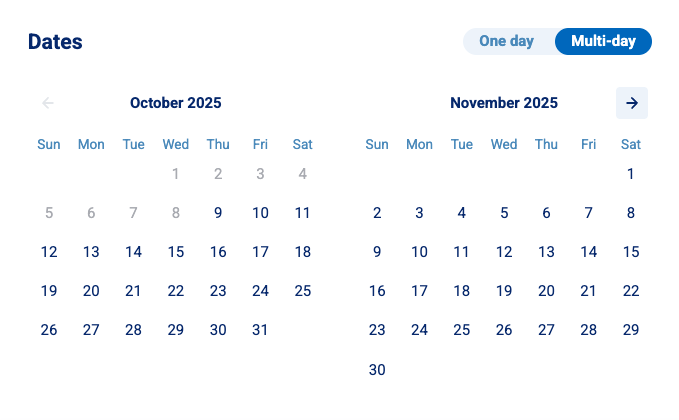 Dates
One day Multi-day
October 2025
Sun Mon Tue Wed Thu Fri Sat
1 2 3 4
5 6 7 8 9 10 11
12 13 14 15 16 17 18
19 20 21 22 23 24 25
26 27 28 29 30 31
November 2025
Sun Mon Tue Wed Thu Fri Sat
1
2 3 4 5 6 7 8
9 10 11 12 13 14 15
16 17 18 19 20 21 22
23 24 25 26 27 28 29
30